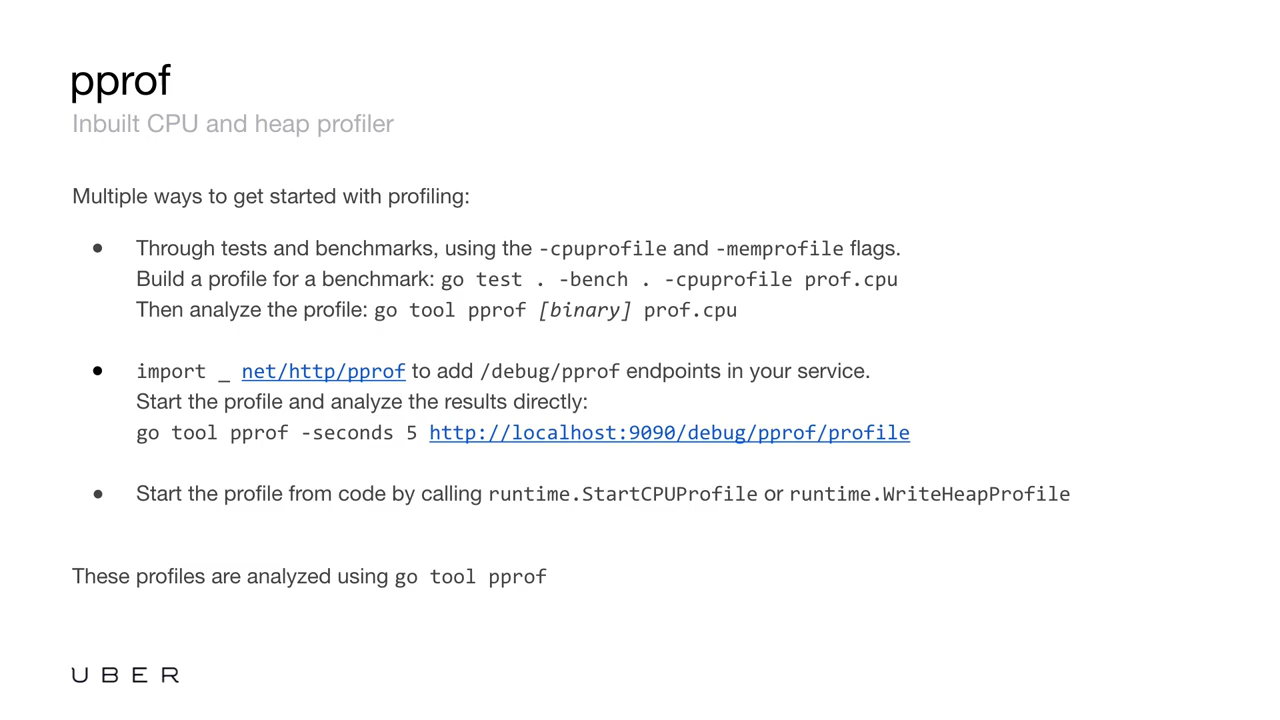 pprof
Inbuilt CPU and heap profiler
Multiple ways to get started with profiling:
● Through tests and benchmarks, using the -cpuprofile and -memprofile flags.
Build a profile for a benchmark: go test . -bench . -cpuprofile prof.cpu
Then analyze the profile: go tool pprof [binary] prof.cpu
● import _ net/http/pprof to add /debug/pprof endpoints in your service.
Start the profile and analyze the results directly:
go tool pprof -seconds 5 http://localhost:9090/debug/pprof/profile
● Start the profile from code by calling runtime.StartCPUProfile or runtime.WriteHeapProfile
These profiles are analyzed using go tool pprof
UBER